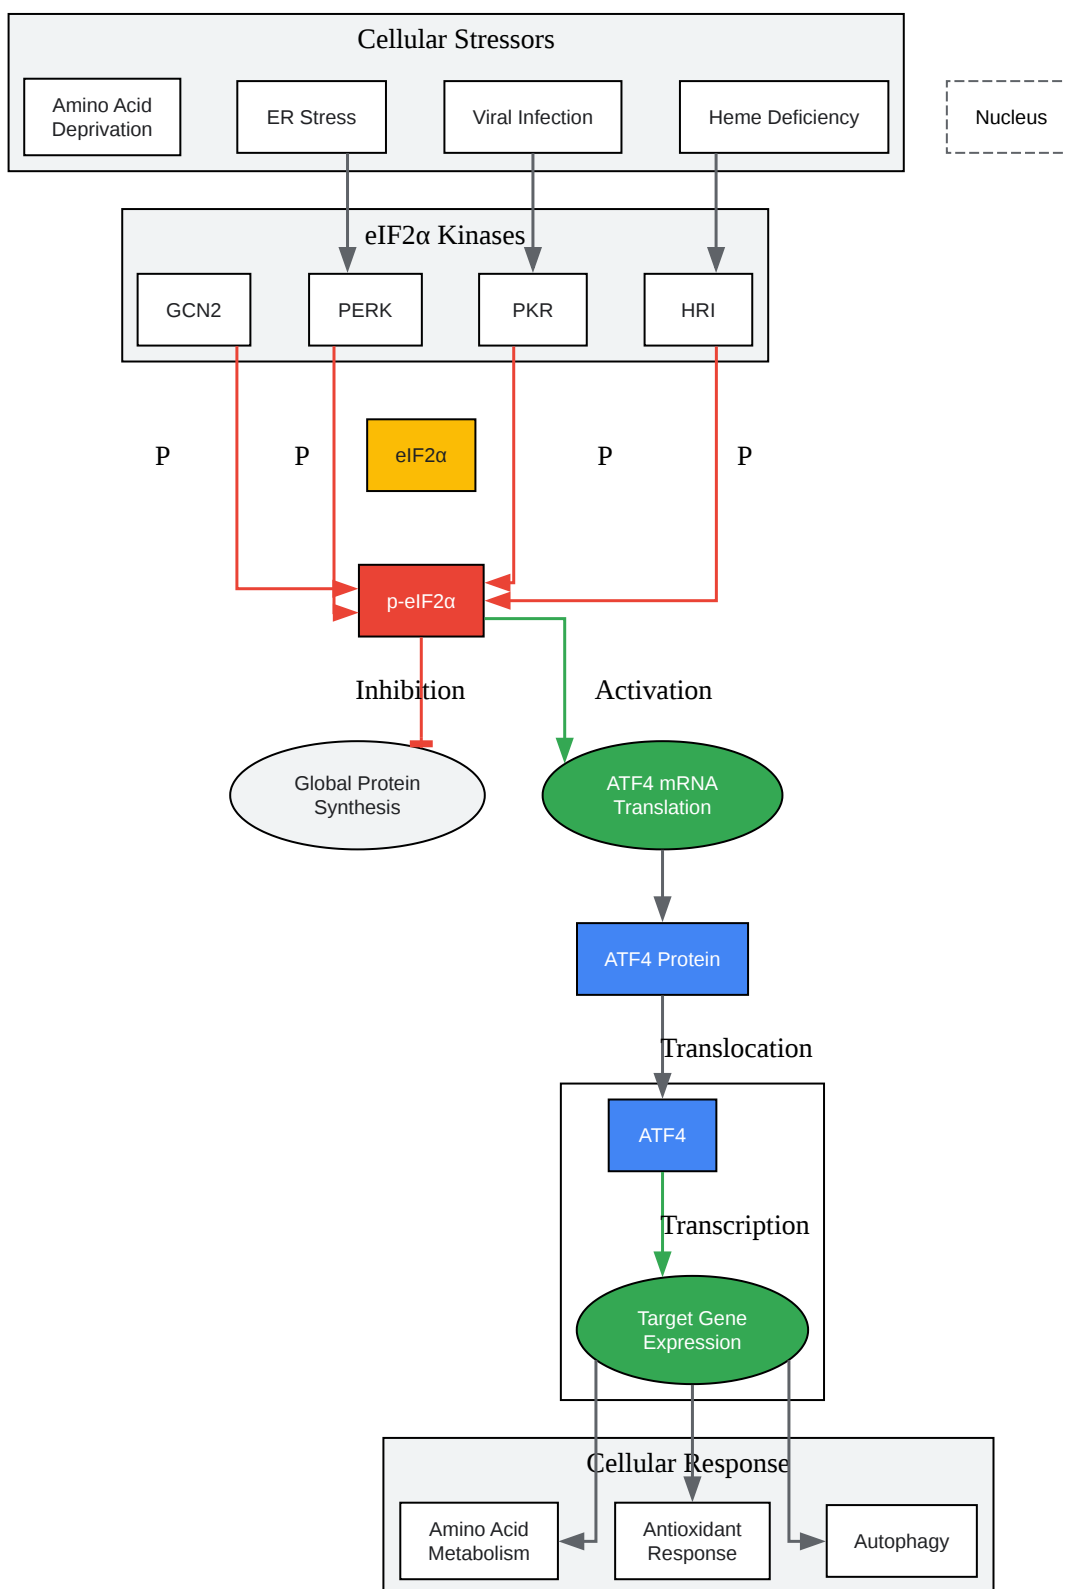 Cellular Stressors
Amino Acid
Deprivation
ER Stress
Viral Infection
Heme Deficiency
Nucleus
eIF2α Kinases
GCN2
PERK
PKR
HRI
P
P
eIF2α
P
P
p-eIF2α
Inhibition
Activation
Global Protein
Synthesis
ATF4 mRNA
Translation
ATF4 Protein
Translocation
ATF4
Transcription
Target Gene
Expression
Cellular Response
Amino Acid
Metabolism
Antioxidant
Response
Autophagy